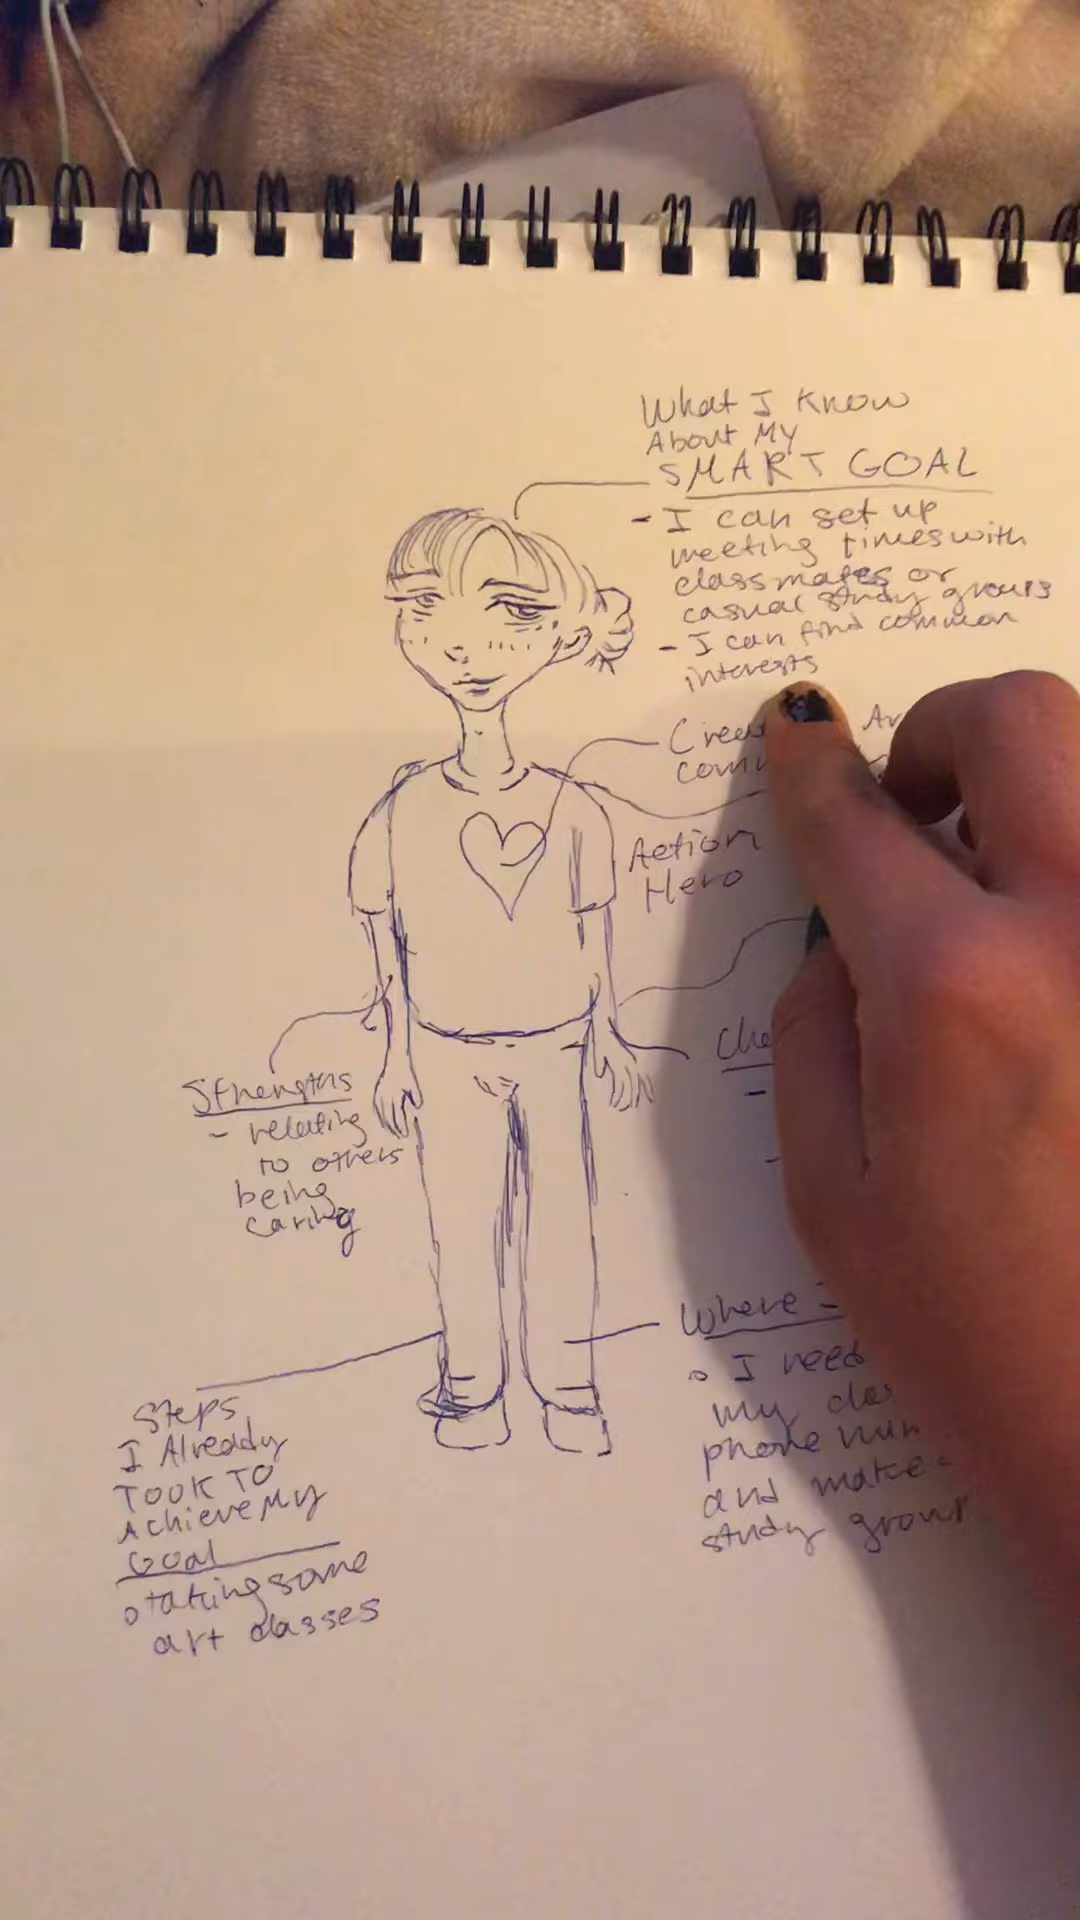 What I Know
About My
SMART GOAL
- I can set up
meeting times with
classmates or
casual study groups
- I can find common
interests
Action
Hero
Strengths
- relating
to others
being
caring
Where
o I need
my
phone
and make
study group
Steps
I Already
TOOK TO
Achieve My
Goal
o taking some
art classes